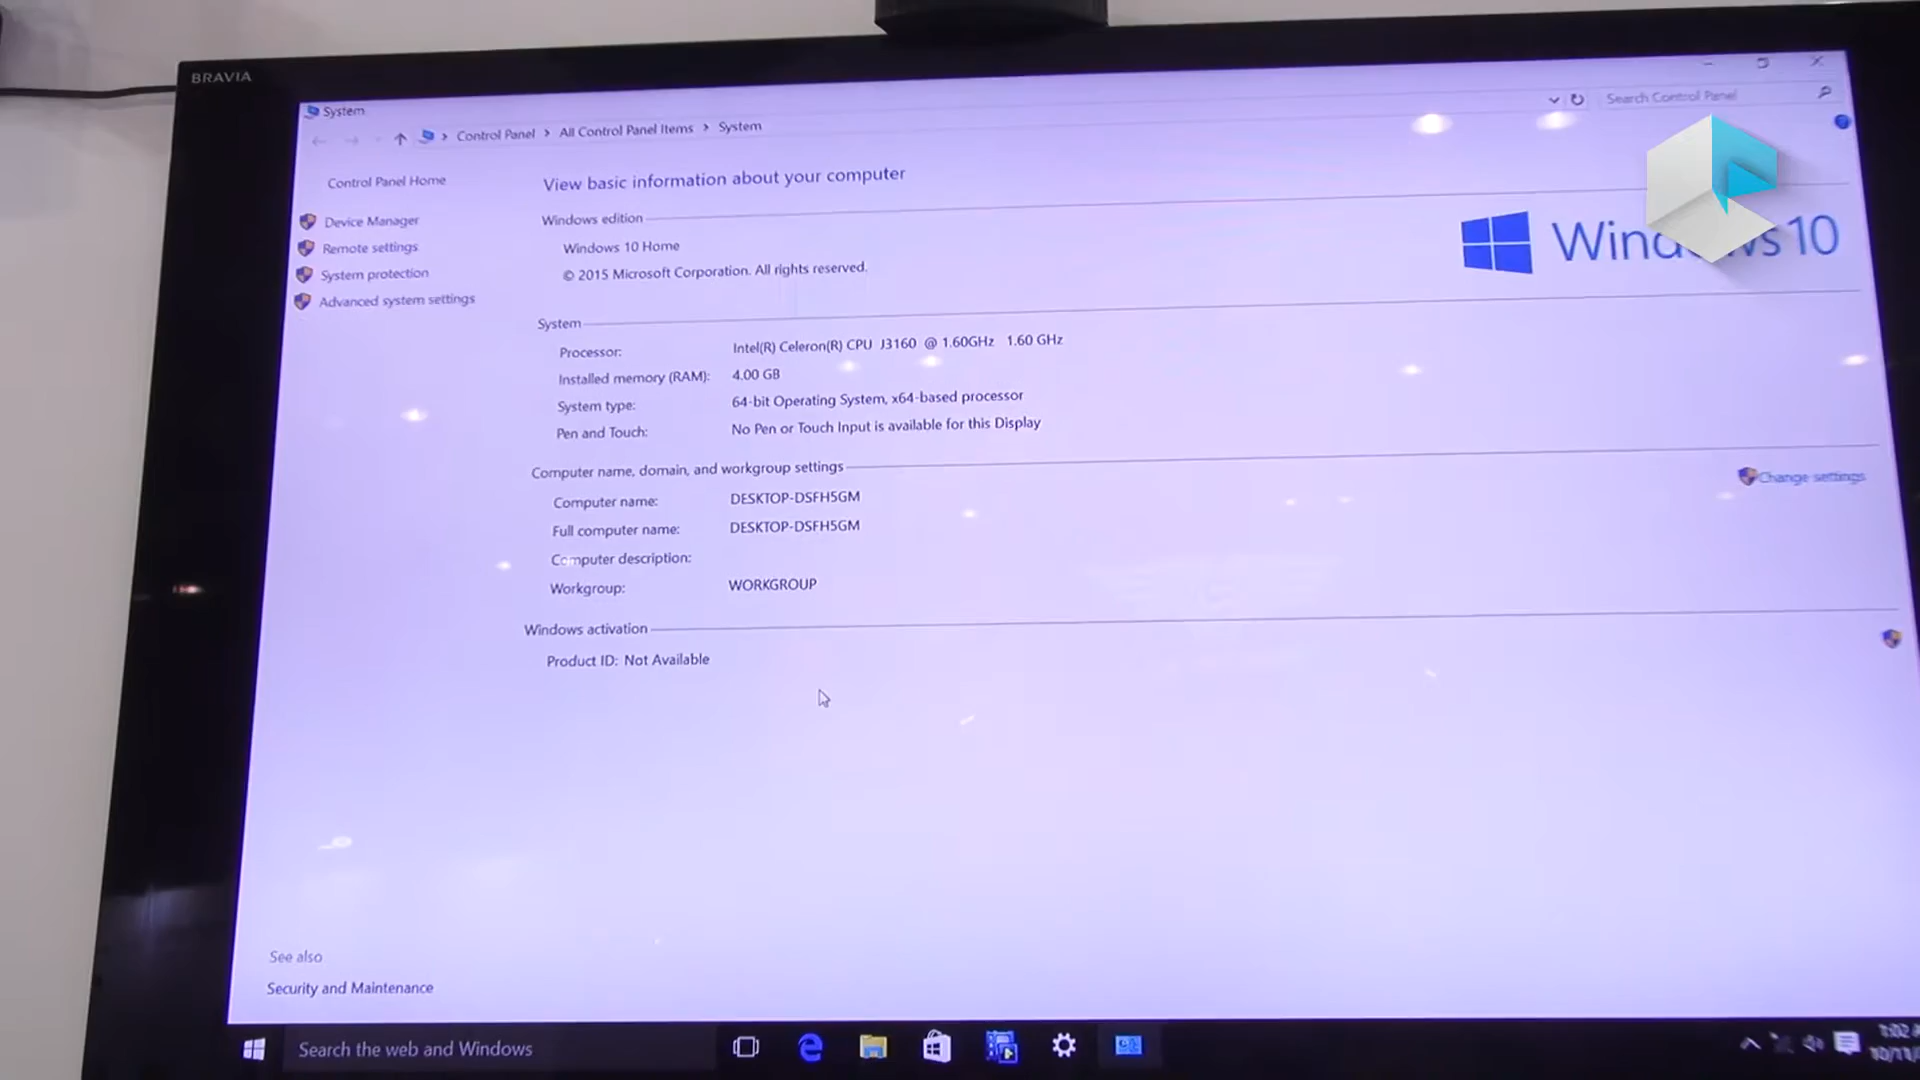 BRAVIA
System
Control Panel > All Control Panel Items > System
Search Control Panel
Control Panel Home
Device Manager
Remote settings
System protection
Advanced system settings
View basic information about your computer
Windows edition
Windows 10 Home
© 2015 Microsoft Corporation. All rights reserved.
10
System
Processor: Intel(R) Celeron(R) CPU J3160 @ 1.60GHz 1.60 GHz
Installed memory (RAM): 4.00 GB
System type: 64-bit Operating System, x64-based processor
Pen and Touch: No Pen or Touch Input is available for this Display
Computer name, domain, and workgroup settings
Computer name: DESKTOP-DSFH5GM
Change settings
Full computer name: DESKTOP-DSFH5GM
Computer description:
Workgroup: WORKGROUP
Windows activation
Product ID: Not Available
See also
Security and Maintenance
Search the web and Windows
1:02